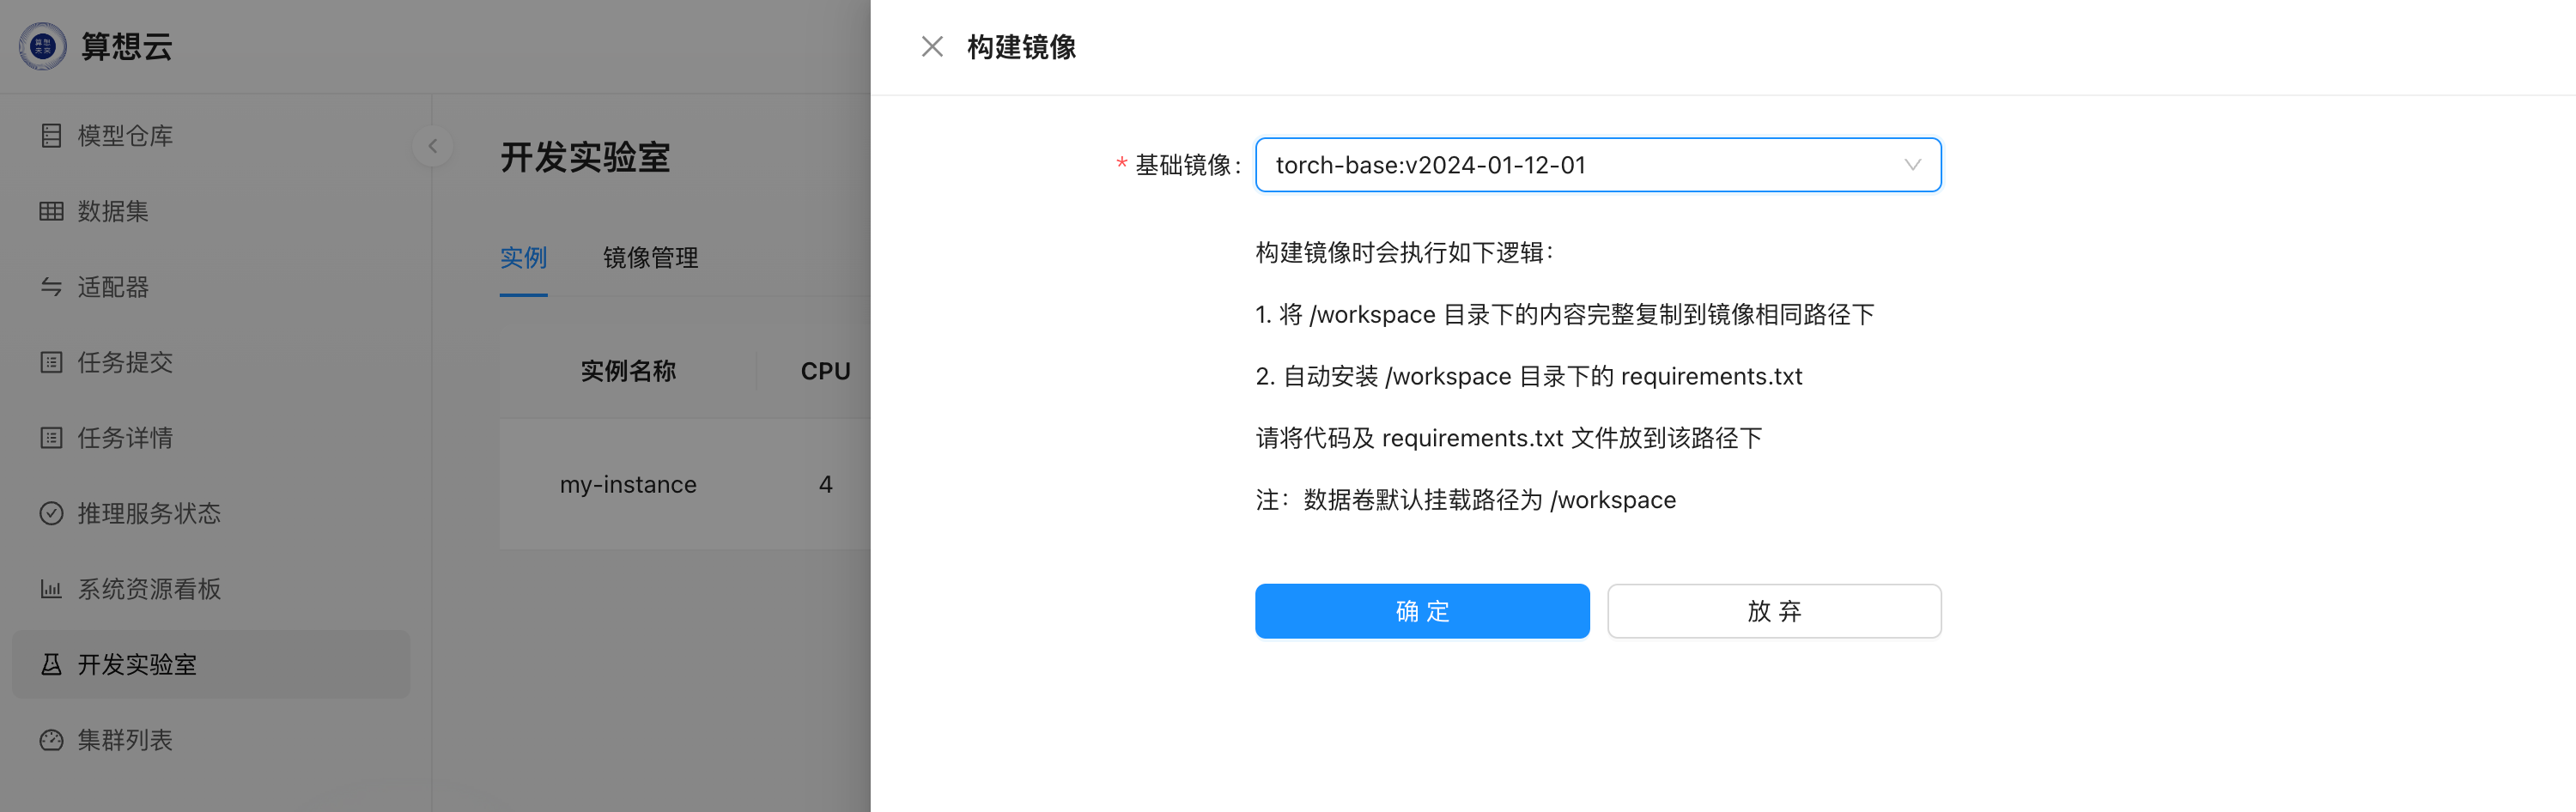 算想云
模型仓库
数据集
适配器
任务提交
任务详情
推理服务状态
系统资源看板
开发实验室
集群列表
开发实验室
实例 镜像管理
实例名称 CPU
my-instance 4
构建镜像
* 基础镜像: torch-base:v2024-01-12-01
构建镜像时会执行如下逻辑：
1. 将 /workspace 目录下的内容完整复制到镜像相同路径下
2. 自动安装 /workspace 目录下的 requirements.txt
请将代码及 requirements.txt 文件放到该路径下
注：数据卷默认挂载路径为 /workspace
确 定 放 弃